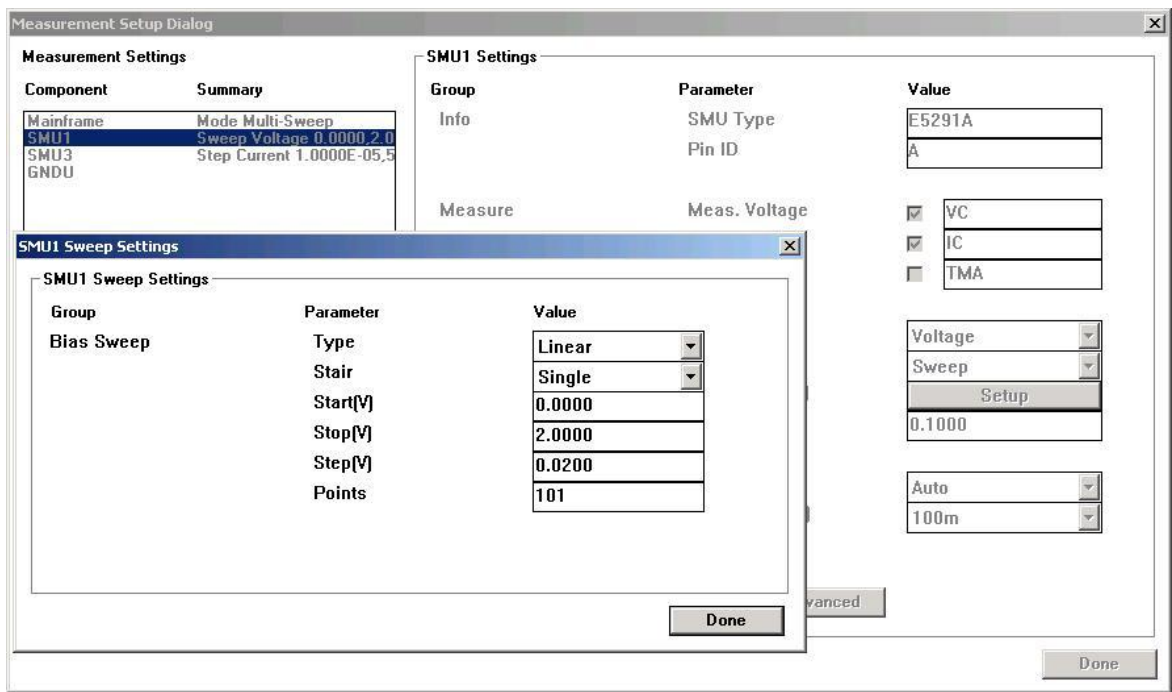 Measurement Setup Dialog
Measurement Settings
Component Summary
Mainframe Mode Multi-Sweep
SMU1 Sweep Voltage 0.0000,2.0
SMU3 Step Current 1.0000E-05,5
GNDU
SMU1 Settings
Group Parameter Value
Info SMU Type E5291A
Pin ID A
Measure Meas. Voltage VC
IC
TMA
Voltage
Sweep
Setup
0.1000
Auto
100m
Done
SMU1 Sweep Settings
SMU1 Sweep Settings
Group Parameter Value
Bias Sweep Type Linear
Stair Single
Start(V) 0.0000
Stop(V) 2.0000
Step(V) 0.0200
Points 101
Done